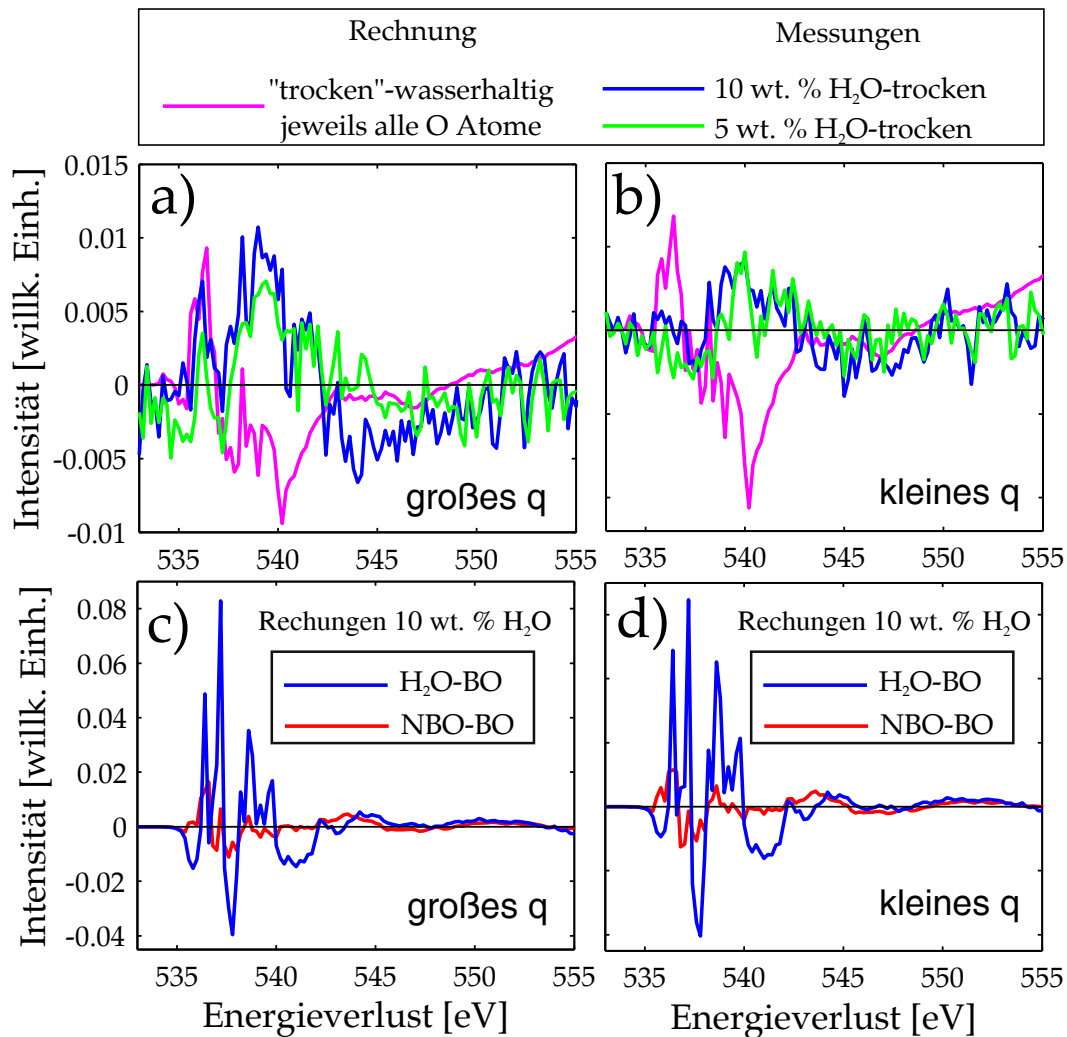 Rechnung
Messungen
"trocken"-wasserhaltig
jeweils alle O Atome
10 wt. % H₂O-trocken
5 wt. % H₂O-trocken
Intensität [willk. Einh.]
0.015
0.01
0.005
0
-0.005
-0.01
a)
großes q
535 540 545 550 555
b)
kleines q
535 540 545 550 555
Intensität [willk. Einh.]
0.08
0.06
0.04
0.02
0
-0.02
-0.04
c)
Rechungen 10 wt. % H₂O
H₂O-BO
NBO-BO
großes q
535 540 545 550 555
Energieverlust [eV]
d)
Rechungen 10 wt. % H₂O
H₂O-BO
NBO-BO
kleines q
535 540 545 550 555
Energieverlust [eV]